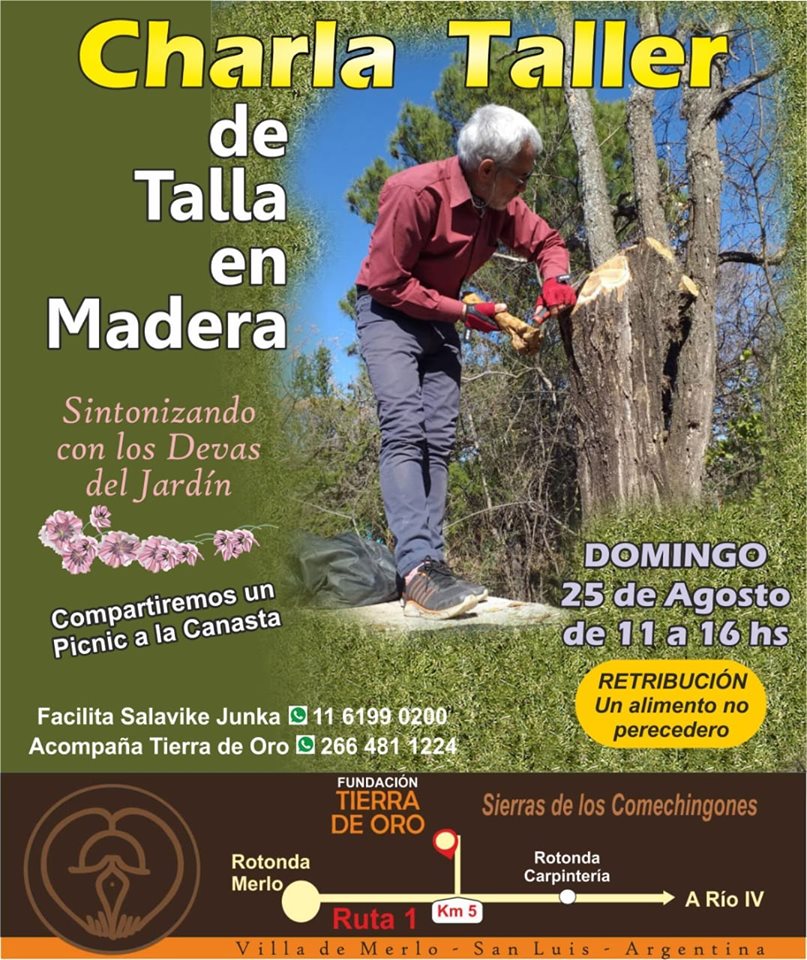 Charla Taller
de
Talla
en
Madera
Sintonizando
con los Devas
del Jardín
Compartiremos un
Picnic a la Canasta
DOMINGO
25 de Agosto
de 11 a 16 hs
RETRIBUCIÓN
Un alimento no
perecedero
Facilita Salavike Junka 11 6199 0200
Acompaña Tierra de Oro 266 481 1224
FUNDACIÓN
TIERRA
DE ORO
Sierras de los Comechingones
Rotonda
Merlo
Rotonda
Carpintería
Ruta 1
Km 5
A Río IV
Villa de Merlo - San Luis - Argentina